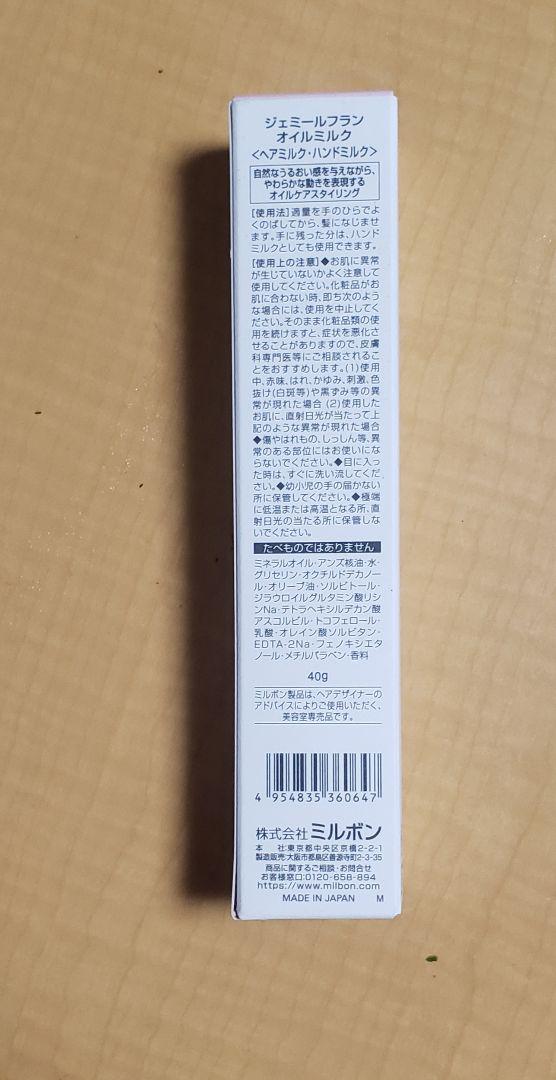 ジェミールフラン
オイルミルク
<ヘアミルク・ハンドミルク>
自然なうるおい感を与えながら、
やわらかな動きを表現する
オイルケアスタイリング
[使用法]適量を手のひらでよ
くのばしてから、髪になじませ
ます。手に残った分は、ハンド
ミルクとしても使用できます。
[使用上の注意]◆お肌に異常
が生じていないかよく注意して
使用してください。化粧品がお
肌に合わない時、即ち次のよう
な場合には、使用を中止してく
ださい。そのまま化粧品類の使
用を続けますと、症状を悪化さ
せることがありますので、皮膚
科専門医等にご相談されるこ
とをおすすめします。(1)使用
中、赤味、はれ、かゆみ、刺激、色
抜け(白斑等)や黒ずみ等の異
常が現れた場合 (2)使用した
お肌に、直射日光が当たって上
記のような異常が現れた場合
◆傷やはれもの、しっしん等、異
常のある部位にはお使いにな
らないでください。◆目に入っ
た時は、すぐに洗い流してくだ
さい。◆幼小児の手の届かない
所に保管してください。◆極端
に低温または高温となる所、直
射日光の当たる所に保管しな
いでください。
たべものではありません
ミネラルオイル・アンズ核油・水・
グリセリン・オクチルドデカノー
ル・オリーブ油・ソルビトール・
ジラウロイルグルタミン酸リシ
ンNa・テトラヘキシルデカン酸
アスコルビル・トコフェロール・
乳酸・オレイン酸ソルビタン・
EDTA-2Na・フェノキシエタ
ノール・メチルパラベン・香料
40g
ミルボン製品は、ヘアデザイナーの
アドバイスによりご使用いただく、
美容室専売品です。
4 954835 360647
株式会社 ミルボン
本 社:東京都中央区京橋2-2-1
製造販売:大阪市都島区善源寺町2-3-35
商品に関するご相談・お問合せ
お客様窓口:0120-658-894
https://www.milbon.com
MADE IN JAPAN M